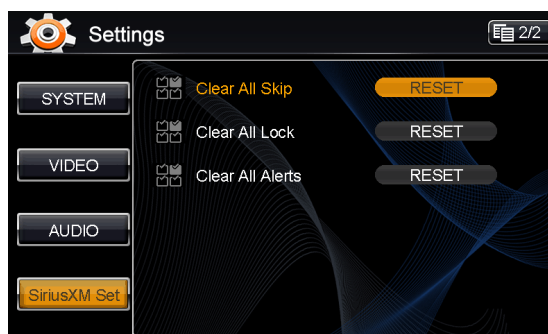 Settings
2/2
SYSTEM
VIDEO
AUDIO
SiriusXM Set
Clear All Skip RESET
Clear All Lock RESET
Clear All Alerts RESET